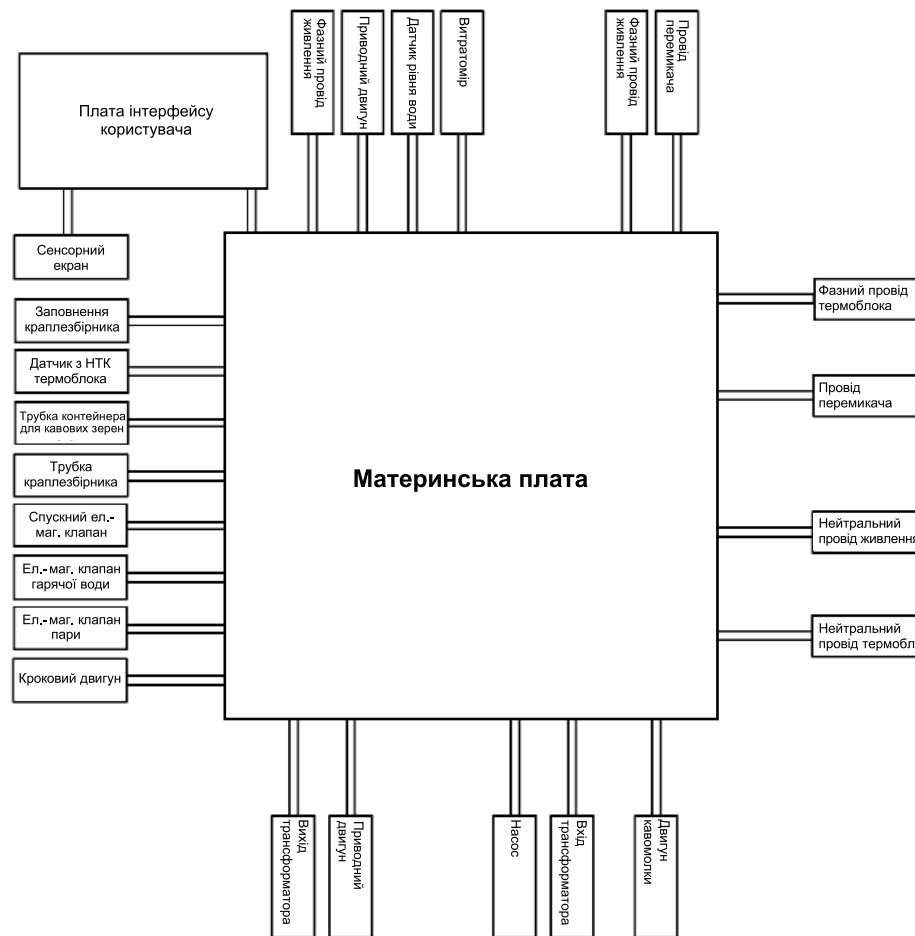 Плата інтерфейсу
користувача
Фазний провід
живлення
Приводний двигун
Датчик рівня води
Витратомір
Фазний провід
живлення
Провід
перемикача
Сенсорний
екран
Заповнення
краплезбірника
Датчик з НТК
термоблока
Трубка контейнера
для кавових зерен
Трубка
краплезбірника
Спускний ел.-
маг. клапан
Ел.-маг. клапан
гарячої води
Ел.-маг. клапан
пари
Кроковий двигун
Материнська плата
Фазний провід
термоблока
Провід
перемикача
Нейтральний
провід живлення
Нейтральний
провід термобл
Вихід
трансформатора
Приводний
двигун
Насос
Вхід
трансформатора
Двигун
кавомолки